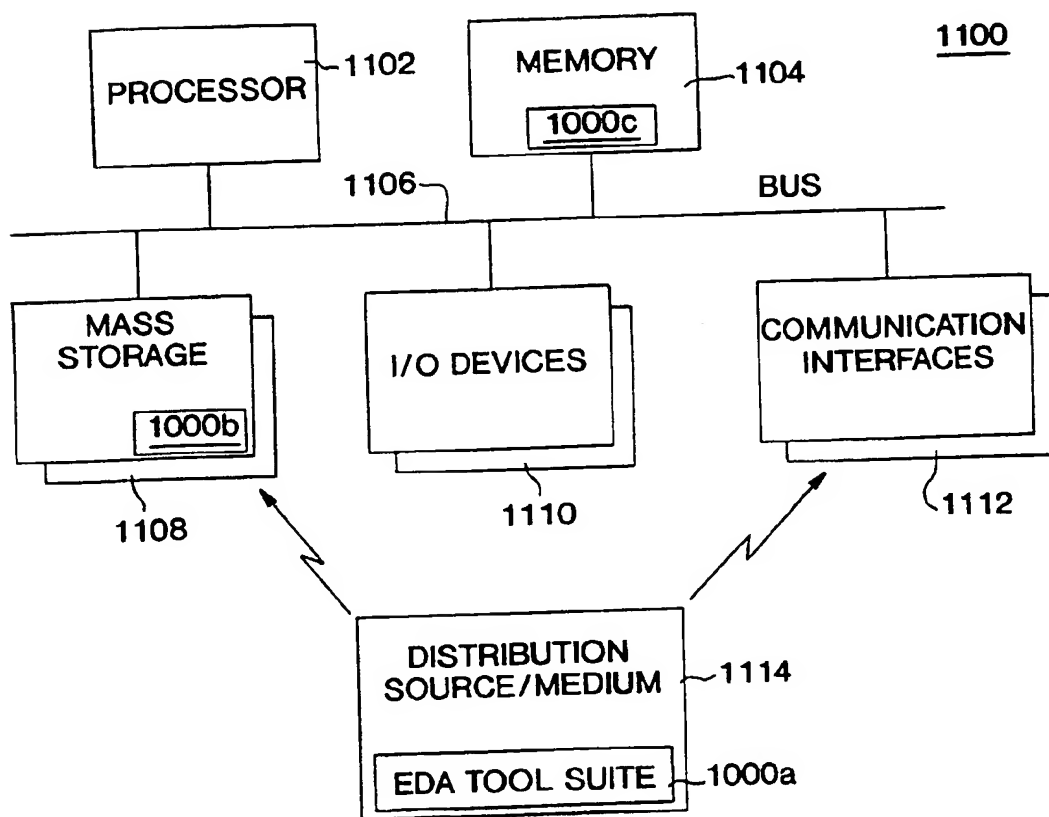 1100
PROCESSOR
1102
MEMORY
1104
1000c
1106
BUS
MASS
STORAGE
1000b
1108
I/O DEVICES
1110
COMMUNICATION
INTERFACES
1112
DISTRIBUTION
SOURCE/MEDIUM
1114
EDA TOOL SUITE
1000a